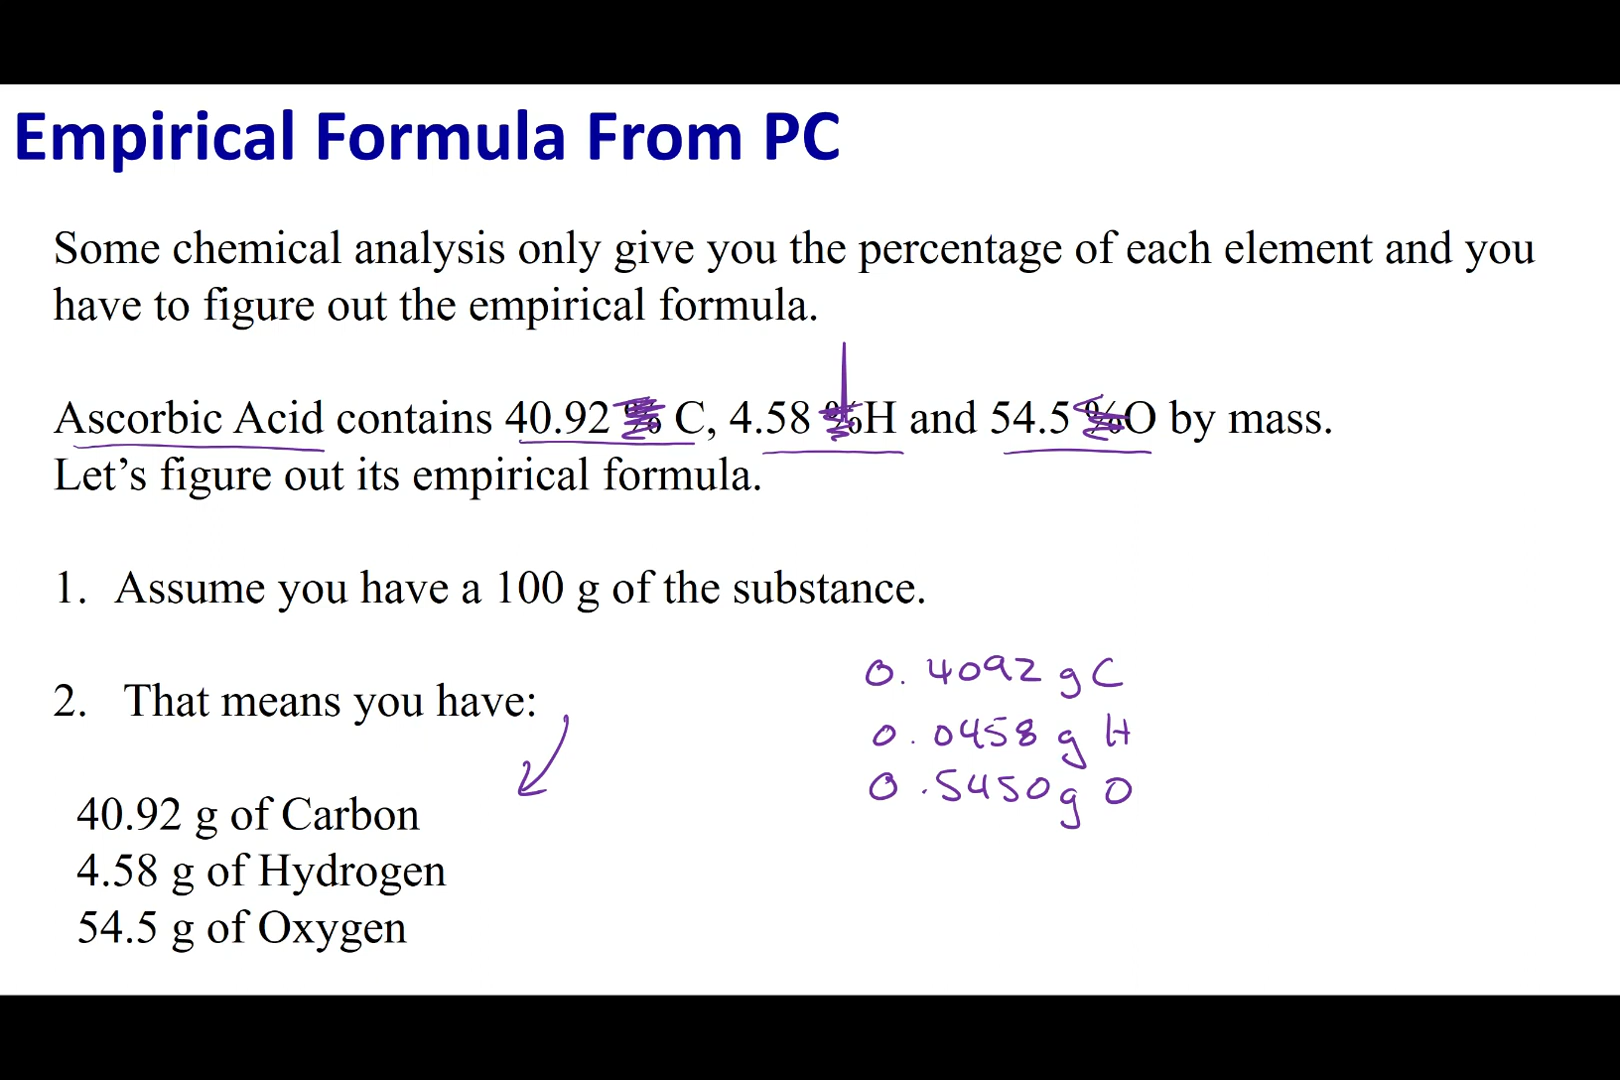 Empirical Formula From PC
Some chemical analysis only give you the percentage of each element and you
have to figure out the empirical formula.
Ascorbic Acid contains 40.92 % C, 4.58 %H and 54.5 %O by mass.
Let's figure out its empirical formula.
1. Assume you have a 100 g of the substance.
2. That means you have:
40.92 g of Carbon
4.58 g of Hydrogen
54.5 g of Oxygen
0.4092 g C
0.0458 g H
0.5450 g O